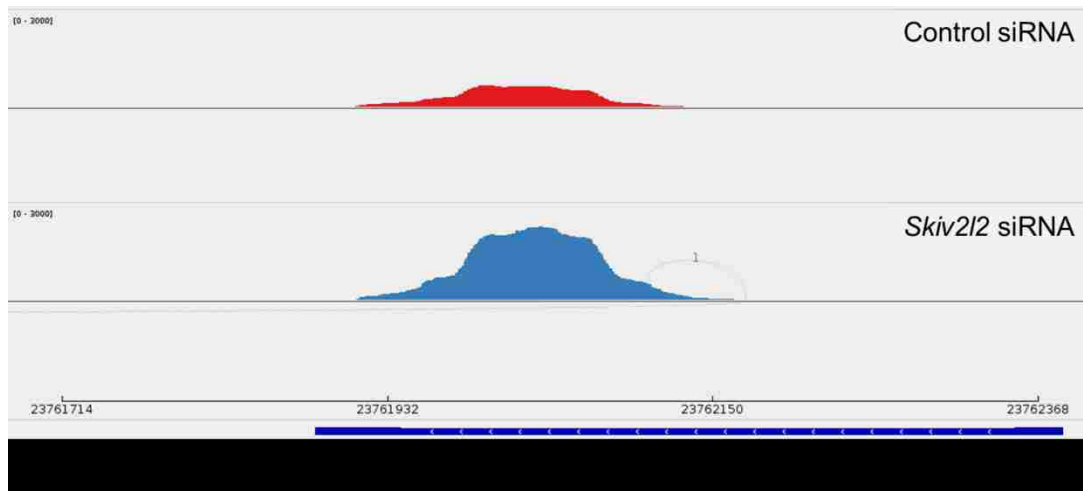 [0 - 3000]
Control siRNA
[0 - 3000]
Skiv2l2 siRNA
1
23761714 23761932 23762150 23762368